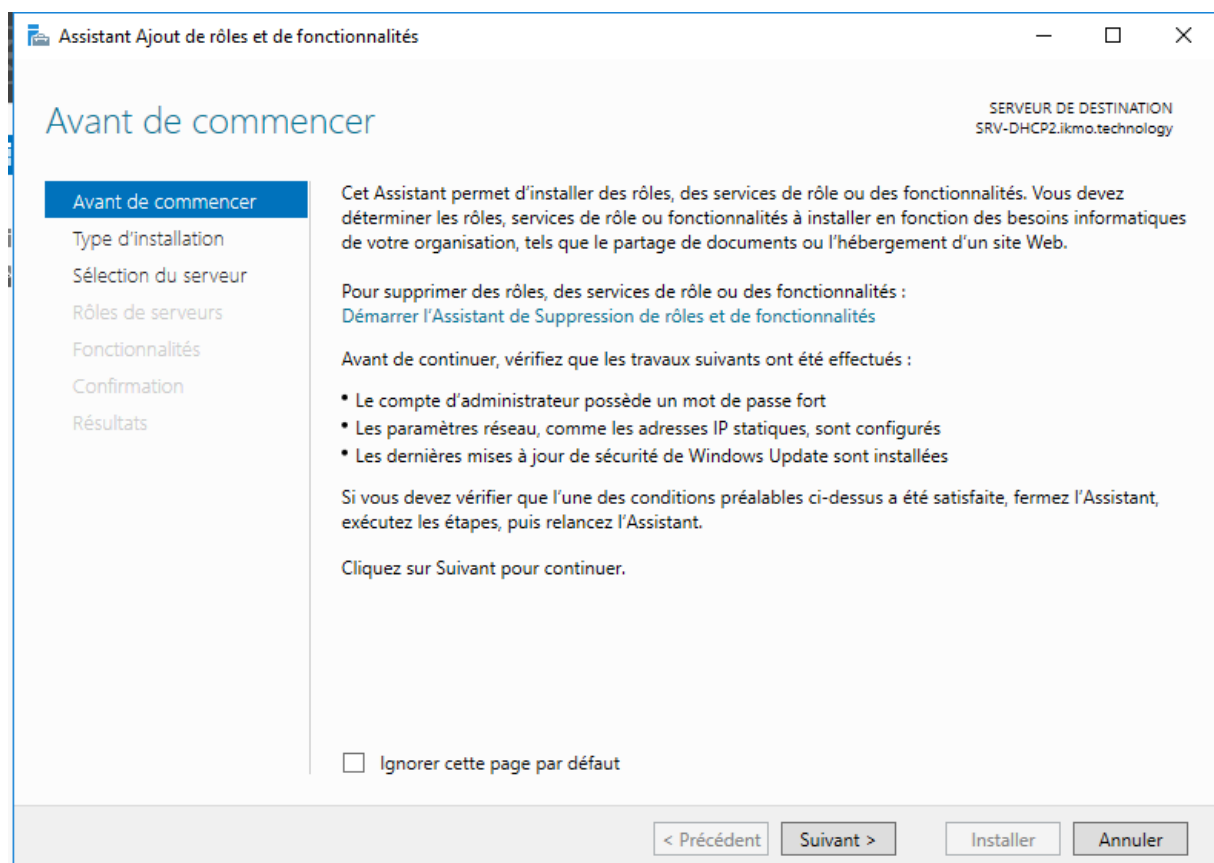 Assistant Ajout de rôles et de fonctionnalités
Avant de commencer
SERVEUR DE DESTINATION
SRV-DHCP2.ikmo.technology
Avant de commencer
Type d’installation
Sélection du serveur
Rôles de serveurs
Fonctionnalités
Confirmation
Résultats
Cet Assistant permet d’installer des rôles, des services de rôle ou des fonctionnalités. Vous devez
déterminer les rôles, services de rôle ou fonctionnalités à installer en fonction des besoins informatiques
de votre organisation, tels que le partage de documents ou l’hébergement d’un site Web.
Pour supprimer des rôles, des services de rôle ou des fonctionnalités :
Démarrer l’Assistant de Suppression de rôles et de fonctionnalités
Avant de continuer, vérifiez que les travaux suivants ont été effectués :
• Le compte d’administrateur possède un mot de passe fort
• Les paramètres réseau, comme les adresses IP statiques, sont configurés
• Les dernières mises à jour de sécurité de Windows Update sont installées
Si vous devez vérifier que l’une des conditions préalables ci-dessus a été satisfaite, fermez l’Assistant,
exécutez les étapes, puis relancez l’Assistant.
Cliquez sur Suivant pour continuer.
Ignorer cette page par défaut
< Précédent
Suivant >
Installer
Annuler